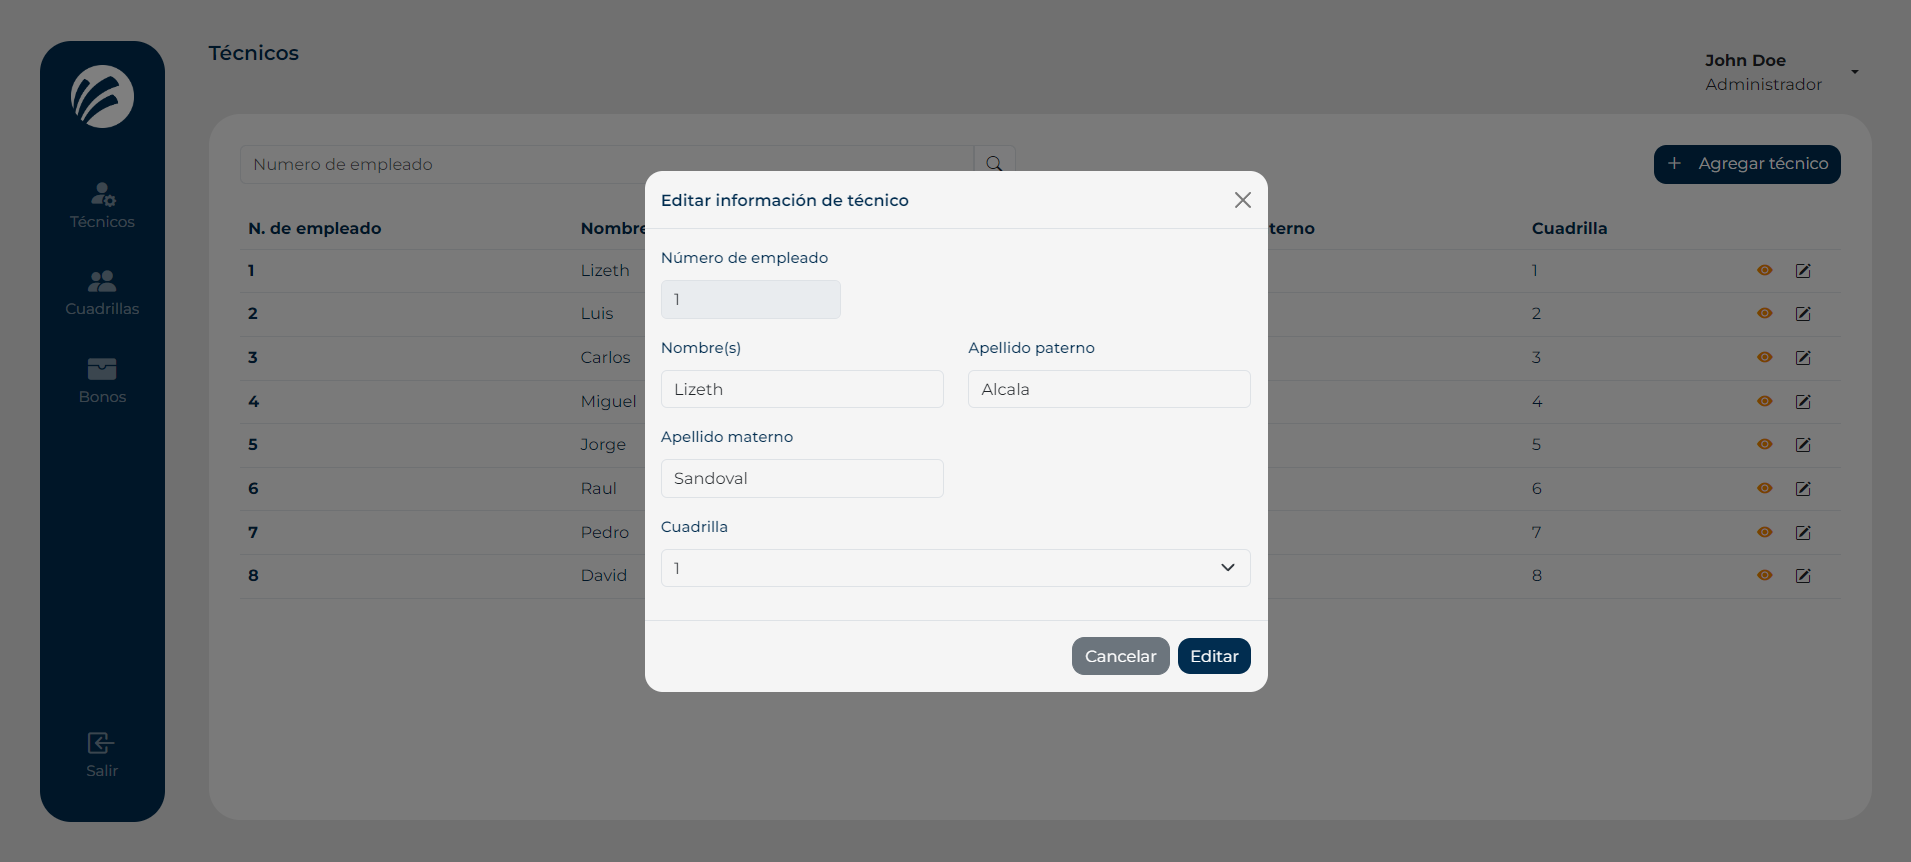 Técnicos
John Doe
Administrador
Técnicos
Cuadrillas
Bonos
Salir
Numero de empleado
+ Agregar técnico
N. de empleado Nombre terno Cuadrilla
1 Lizeth 1
2 Luis 2
3 Carlos 3
4 Miguel 4
5 Jorge 5
6 Raul 6
7 Pedro 7
8 David 8
Editar información de técnico
Número de empleado
1
Nombre(s) Apellido paterno
Lizeth Alcala
Apellido materno
Sandoval
Cuadrilla
1
Cancelar Editar